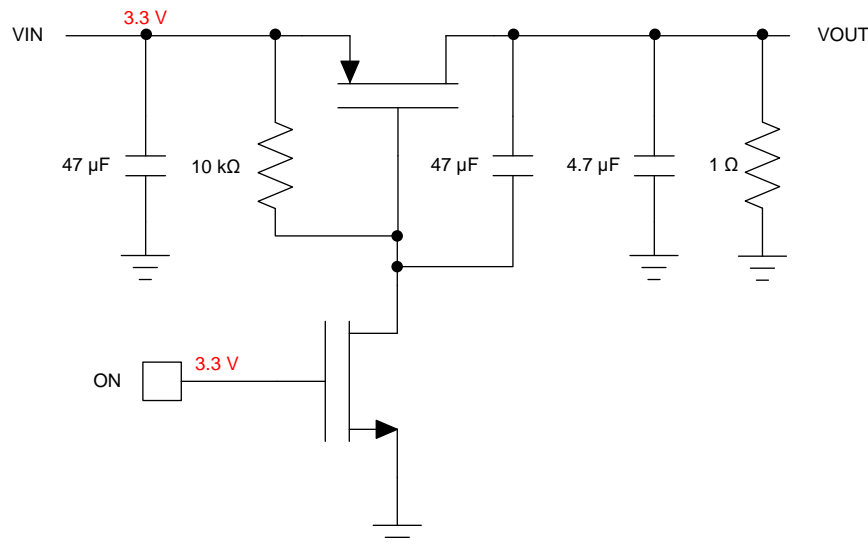 3.3 V
VIN
VOUT
47 µF
10 kΩ
47 µF
4.7 µF
1 Ω
3.3 V
ON